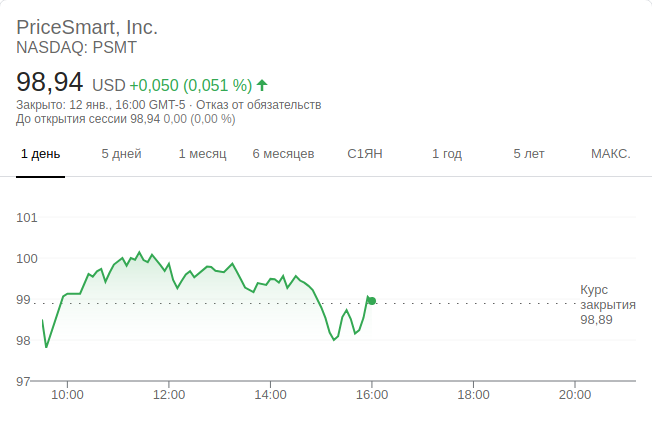 PriceSmart, Inc.
NASDAQ: PSMT
98,94 USD +0,050 (0,051 %)
Закрыто: 12 янв., 16:00 GMT-5 · Отказ от обязательств
До открытия сессии 98,94 0,00 (0,00 %)
1 день 5 дней 1 месяц 6 месяцев С1ЯН 1 год 5 лет МАКС.
101
100
99
98
97
Курс
закрытия
98,89
10:00 12:00 14:00 16:00 18:00 20:00